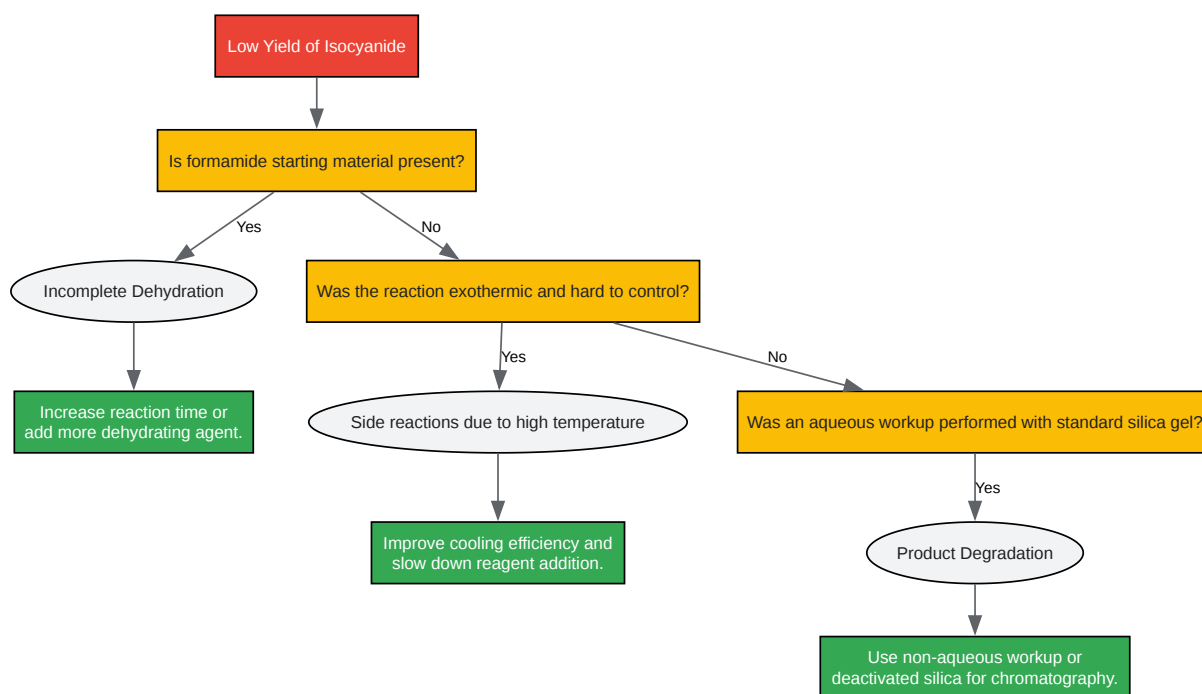 Low Yield of Isocyanide
Is formamide starting material present?
Yes
No
Incomplete Dehydration
Was the reaction exothermic and hard to control?
Yes
No
Increase reaction time or
add more dehydrating agent.
Side reactions due to high temperature
Was an aqueous workup performed with standard silica gel?
Yes
Improve cooling efficiency and
slow down reagent addition.
Product Degradation
Use non-aqueous workup or
deactivated silica for chromatography.